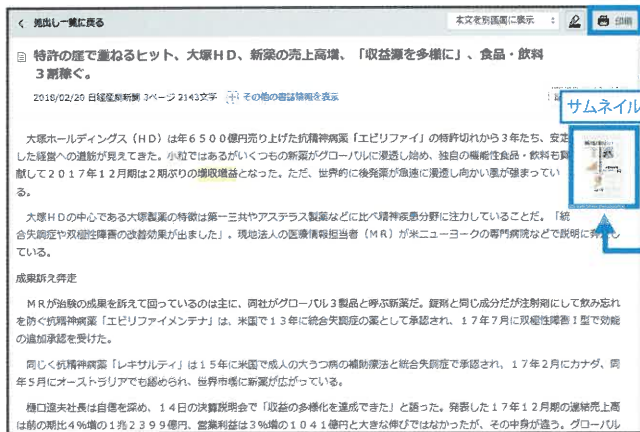 見出し一覧に戻る
本文を別画面に表示
印刷
特許の崖で重ねるヒット、大塚ＨＤ、新薬の売上高増、「収益源を多様に」、食品・飲料
３割稼ぐ。
2018/02/20 日経産業新聞 3ページ 2143文字 その他の書誌情報を表示
サムネイル
大塚ホールディングス（ＨＤ）は年６５００億円売り上げた抗精神病薬「エビリファイ」の特許切れから３年たち、安定
した経営への道筋が見えてきた。小粒ではあるがいくつもの新薬がグローバルに浸透し始め、独自の機能性食品・飲料も貢
献して２０１７年１２月期は２期ぶりの増収増益となった。ただ、世界的に後発薬が急速に浸透し向かい風が強まってい
る。
大塚ＨＤの中心である大塚製薬の特徴は第一三共やアステラス製薬などに比べ精神疾患分野に注力していることだ。「統
合失調症や双極性障害の改善効果が出ました」。現地法人の医療情報担当者（ＭＲ）が米ニューヨークの専門病院などで説明に奔走し
ている。
成果訴え奔走
ＭＲが治験の成果を訴えて回っているのは主に、同社がグローバル３製品と呼ぶ新薬だ。錠剤と同じ成分だが注射剤にして飲み忘れ
を防ぐ抗精神病薬「エビリファイメンテナ」は、米国で１３年に統合失調症の薬として承認され、１７年７月に双極性障害Ⅰ型で効能
の追加承認を受けた。
同じく抗精神病薬「レキサルティ」は１５年に米国で成人の大うつ病の補助療法と統合失調症で承認され、１７年２月にカナダ、同
年５月にオーストラリアでも認められ、世界市場に新薬が広がっている。
樋口達夫社長は自信を深め、１４日の決算説明会で「収益の多様化を達成できた」と語った。発表した１７年１２月期の連結売上高
は前の期比４％増の１兆２３９９億円、営業利益は３％増の１０４１億円と大きな伸びではなかったが、その中身が違う。グローバル